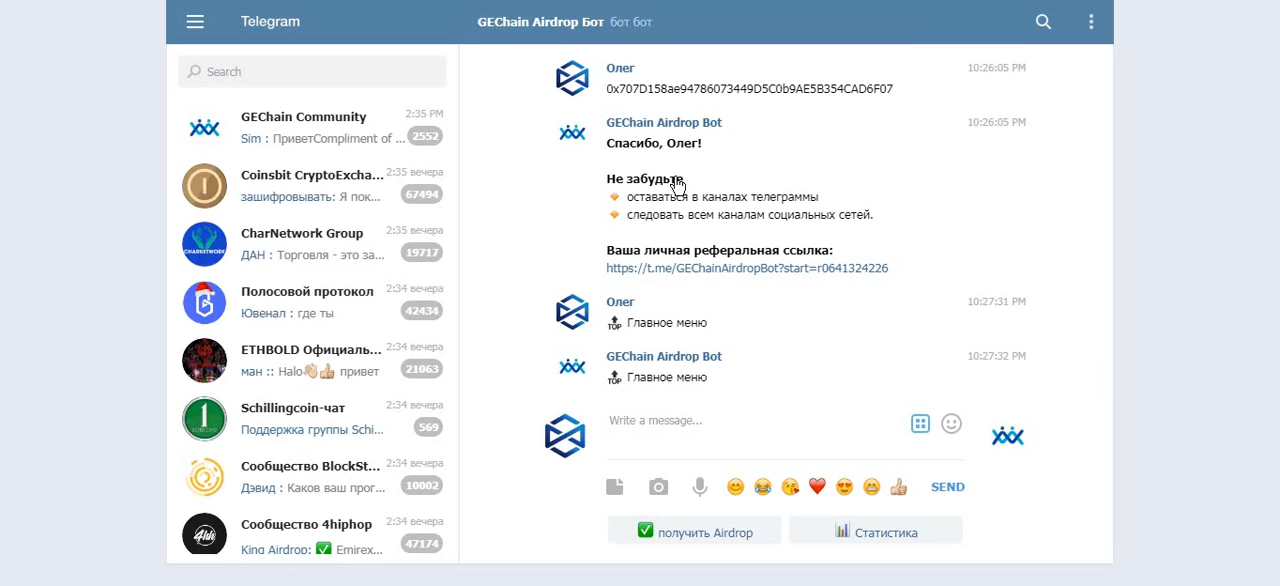 Telegram
GEChain Airdrop Бот бот бот
Search
GEChain Community 2:35 PM
Sim : ПриветCompliment of ... 2552
Coinsbit CryptoExcha... 2:35 вечера
зашифровывать: Я пок... 67494
CharNetwork Group 2:35 вечера
ДАН : Торговля - это за... 19717
Полосовой протокол 2:34 вечера
Ювенал : где ты 42434
ETHBOLD Официаль... 2:34 вечера
ман :: Halo👋🏼👍🏼 привет 21063
Schillingcoin-чат 2:34 вечера
Поддержка группы Schi... 569
Сообщество BlockSt... 2:34 вечера
Дэвид : Каков ваш прог... 10002
Сообщество 4hiphop 2:34 вечера
King Airdrop: ✅ Emirex... 47174
Олег 10:26:05 PM
0x707D158ae94786073449D5C0b9AE5B354CAD6F07
GEChain Airdrop Bot 10:26:05 PM
Спасибо, Олег!
Не забудьте
🔸 оставаться в каналах телеграммы
🔸 следовать всем каналам социальных сетей.
Ваша личная реферальная ссылка:
https://t.me/GEChainAirdropBot?start=r0641324226
Олег 10:27:31 PM
🔝 Главное меню
GEChain Airdrop Bot 10:27:32 PM
🔝 Главное меню
Write a message...
😊 😂 😘 ❤️ 😍 😁 👍🏼 SEND
✅ получить Airdrop
📊 Статистика